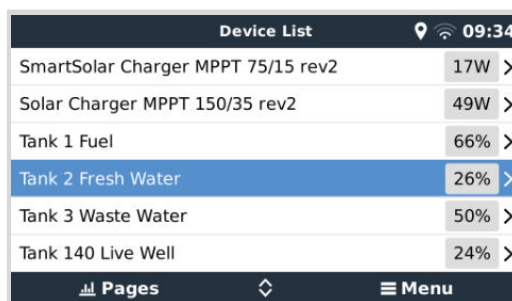 Device List 09:34
SmartSolar Charger MPPT 75/15 rev2 17W
Solar Charger MPPT 150/35 rev2 49W
Tank 1 Fuel 66%
Tank 2 Fresh Water 26%
Tank 3 Waste Water 50%
Tank 140 Live Well 24%
Pages Menu